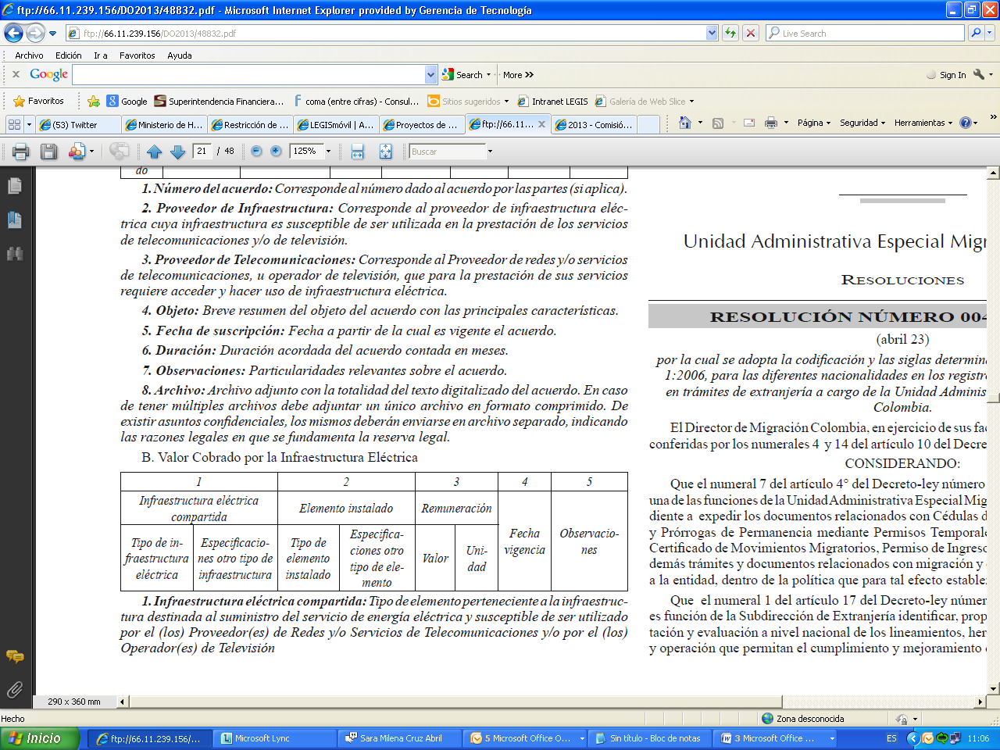 ftp://66.11.239.156/DO2013/48832.pdf - Microsoft Internet Explorer provided by Gerencia de Tecnología
ftp://66.11.239.156/DO2013/48832.pdf
Live Search
Archivo Edición Ir a Favoritos Ayuda
x Google Search More »
Sign In
Favoritos Google Superintendencia Financiera... coma (entre cifras) - Consul... Sitios sugeridos Intranet LEGIS Galería de Web Slice
(53) Twitter Ministerio de H... Restricción de ... LEGISmóvil | A... Proyectos de ... ftp://66.11.... 2013 - Comisió... Página Seguridad Herramientas »
21 / 48 125% Buscar
do
1. Número del acuerdo: Corresponde al número dado al acuerdo por las partes (si aplica).
2. Proveedor de Infraestructura: Corresponde al proveedor de infraestructura eléc-
trica cuya infraestructura es susceptible de ser utilizada en la prestación de los servicios
de telecomunicaciones y/o de televisión.
3. Proveedor de Telecomunicaciones: Corresponde al Proveedor de redes y/o servicios
de telecomunicaciones, u operador de televisión, que para la prestación de sus servicios
requiere acceder y hacer uso de infraestructura eléctrica.
4. Objeto: Breve resumen del objeto del acuerdo con las principales características.
5. Fecha de suscripción: Fecha a partir de la cual es vigente el acuerdo.
6. Duración: Duración acordada del acuerdo contada en meses.
7. Observaciones: Particularidades relevantes sobre el acuerdo.
8. Archivo: Archivo adjunto con la totalidad del texto digitalizado del acuerdo. En caso
de tener múltiples archivos debe adjuntar un único archivo en formato comprimido. De
existir asuntos confidenciales, los mismos deberán enviarse en archivo separado, indicando
las razones legales en que se fundamenta la reserva legal.
B. Valor Cobrado por la Infraestructura Eléctrica
1 2 3 4 5
Infraestructura eléctrica
compartida
Elemento instalado
Remuneración
Fecha
vigencia
Observacio-
nes
Tipo de in-
fraestructura
eléctrica
Especificacio-
nes otro tipo de
infraestructura
Tipo de
elemento
instalado
Especifica-
ciones otro
tipo de ele-
mento
Valor
Uni-
dad
1. Infraestructura eléctrica compartida: Tipo de elemento perteneciente a la infraestruc-
tura destinada al suministro del servicio de energía eléctrica y susceptible de ser utilizado
por el (los) Proveedor(es) de Redes y/o Servicios de Telecomunicaciones y/o por el (los)
Operador(es) de Televisión
Unidad Administrativa Especial Migr
RESOLUCIONES
RESOLUCIÓN NÚMERO 004
(abril 23)
por la cual se adopta la codificación y las siglas determina
1:2006, para las diferentes nacionalidades en los registro
en trámites de extranjería a cargo de la Unidad Adminis
Colombia.
El Director de Migración Colombia, en ejercicio de sus fac
conferidas por los numerales 4 y 14 del artículo 10 del Decre
CONSIDERANDO:
Que el numeral 7 del artículo 4° del Decreto-ley número
una de las funciones de la Unidad Administrativa Especial Mig
diente a expedir los documentos relacionados con Cédulas d
y Prórrogas de Permanencia mediante Permisos Temporale
Certificado de Movimientos Migratorios, Permiso de Ingreso
demás trámites y documentos relacionados con migración y
a la entidad, dentro de la política que para tal efecto estable
Que el numeral 1 del artículo 17 del Decreto-ley núme
es función de la Subdirección de Extranjería identificar, prop
tación y evaluación a nivel nacional de los lineamientos, her
y operación que permitan el cumplimiento y mejoramiento
290 x 360 mm
Hecho
Zona desconocida
Inicio ftp://66.11.239.156/... Microsoft Lync Sara Milena Cruz Abril 5 Microsoft Office O... Sin título - Bloc de notas 3 Microsoft Office ... ES 11:06